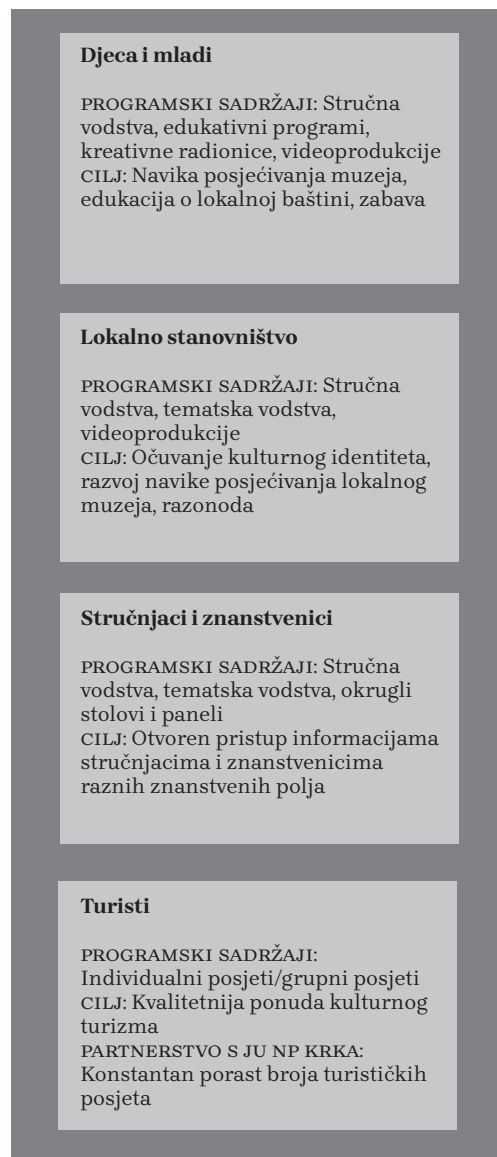 Djeca i mladi
PROGRAMSKI SADRŽAJI: Stručna
vodstva, edukativni programi,
kreativne radionice, videoprodukcije
CILJ: Navika posjećivanja muzeja,
edukacija o lokalnoj baštini, zabava
Lokalno stanovništvo
PROGRAMSKI SADRŽAJI: Stručna
vodstva, tematska vodstva,
videoprodukcije
CILJ: Očuvanje kulturnog identiteta,
razvoj navike posjećivanja lokalnog
muzeja, razonoda
Stručnjaci i znanstvenici
PROGRAMSKI SADRŽAJI: Stručna
vodstva, tematska vodstva, okrugli
stolovi i paneli
CILJ: Otvoren pristup informacijama
stručnjacima i znanstvenicima
raznih znanstvenih polja
Turisti
PROGRAMSKI SADRŽAJI:
Individualni posjeti/grupni posjeti
CILJ: Kvalitetnija ponuda kulturnog
turizma
PARTNERSTVO S JU NP KRKA:
Konstantan porast broja turističkih
posjeta